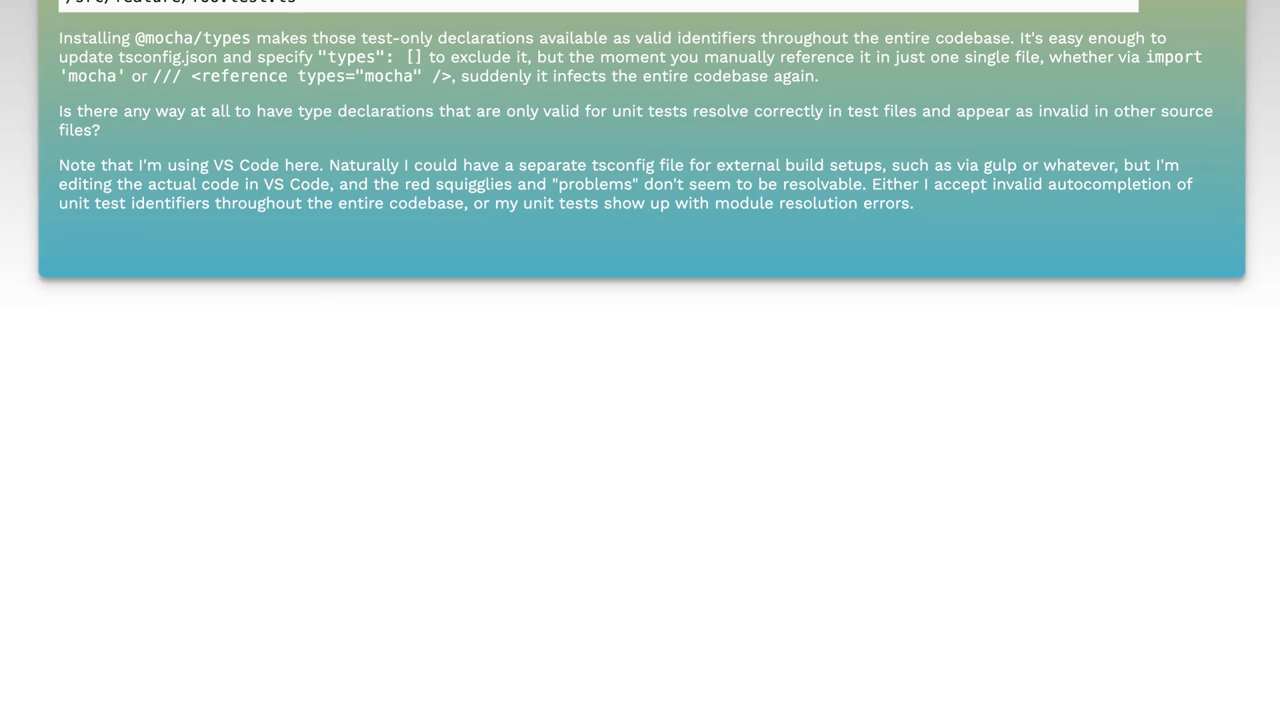 /src/feature/foo.test.ts
Installing @mocha/types makes those test-only declarations available as valid identifiers throughout the entire codebase. It's easy enough to
update tsconfig.json and specify "types": [] to exclude it, but the moment you manually reference it in just one single file, whether via import
'mocha' or /// <reference types="mocha" />, suddenly it infects the entire codebase again.
Is there any way at all to have type declarations that are only valid for unit tests resolve correctly in test files and appear as invalid in other source
files?
Note that I'm using VS Code here. Naturally I could have a separate tsconfig file for external build setups, such as via gulp or whatever, but I'm
editing the actual code in VS Code, and the red squigglies and "problems" don't seem to be resolvable. Either I accept invalid autocompletion of
unit test identifiers throughout the entire codebase, or my unit tests show up with module resolution errors.